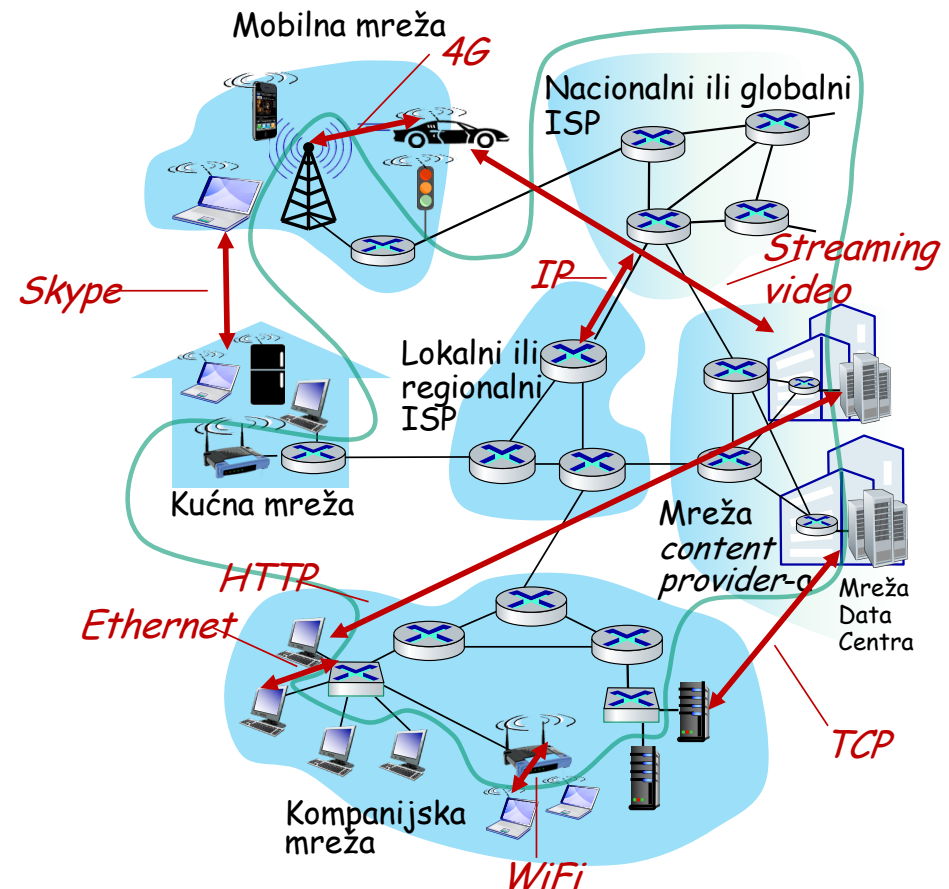 Mobilna mreža
4G
Nacionalni ili globalni
ISP
Skype
IP
Streaming
video
Lokalni ili
regionalni
ISP
Kućna mreža
Mreža
content
provider-a
Mreža
Data
Centra
HTTP
Ethernet
TCP
Kompanijska
mreža
WiFi